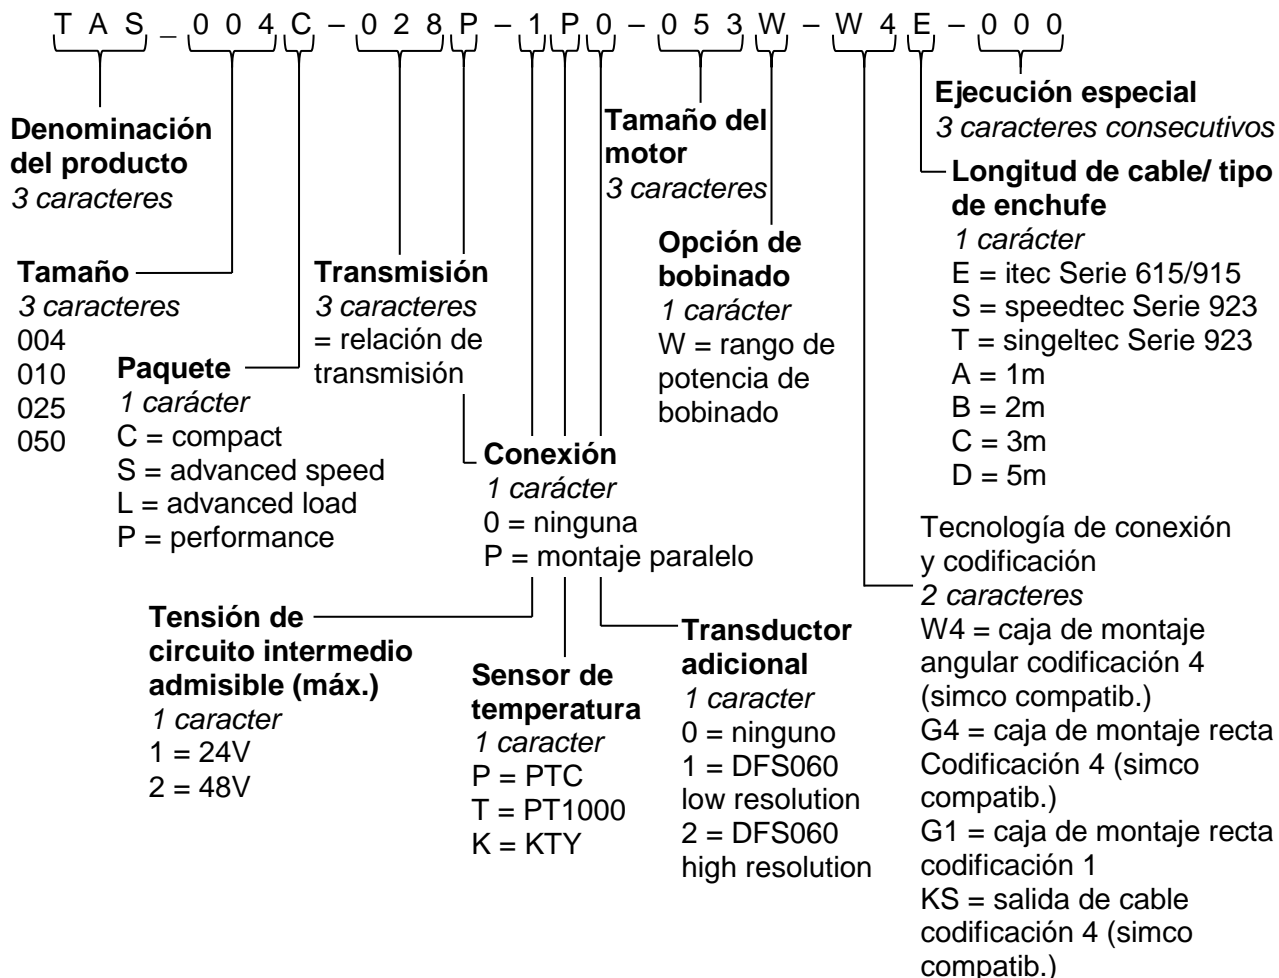 T A S _ 0 0 4 C – 0 2 8 P – 1 P 0 – 0 5 3 W – W 4 E – 0 0 0
Denominación
del producto
3 caracteres
Tamaño
3 caracteres
004
010
025
050
Paquete
1 carácter
C = compact
S = advanced speed
L = advanced load
P = performance
Transmisión
3 caracteres
= relación de
transmisión
Conexión
1 carácter
0 = ninguna
P = montaje paralelo
Tensión de
circuito intermedio
admisible (máx.)
1 caracter
1 = 24V
2 = 48V
Sensor de
temperatura
1 caracter
P = PTC
T = PT1000
K = KTY
Transductor
adicional
1 caracter
0 = ninguno
1 = DFS060
low resolution
2 = DFS060
high resolution
Tamaño del
motor
3 caracteres
Opción de
bobinado
1 carácter
W = rango de
potencia de
bobinado
Tecnología de conexión
y codificación
2 caracteres
W4 = caja de montaje
angular codificación 4
(simco compatib.)
G4 = caja de montaje recta
Codificación 4 (simco
compatib.)
G1 = caja de montaje recta
codificación 1
KS = salida de cable
codificación 4 (simco
compatib.)
Longitud de cable/ tipo
de enchufe
1 carácter
E = itec Serie 615/915
S = speedtec Serie 923
T = singeltec Serie 923
A = 1m
B = 2m
C = 3m
D = 5m
Ejecución especial
3 caracteres consecutivos